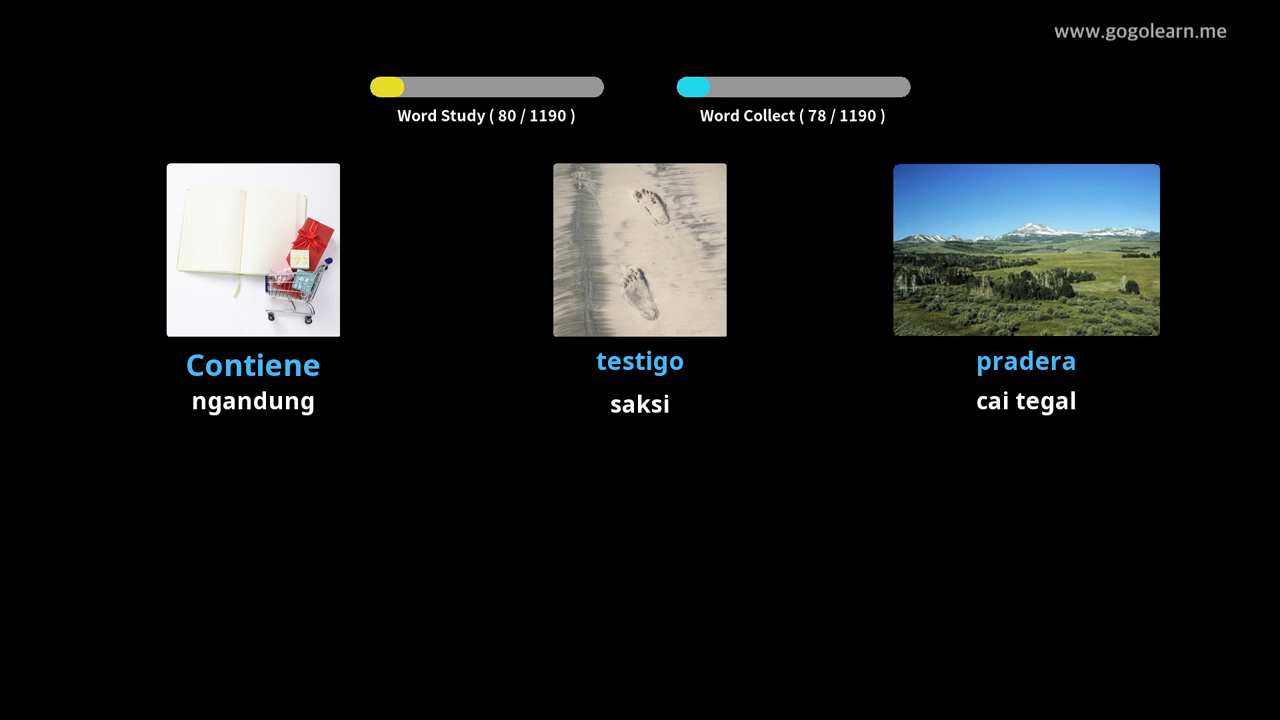 www.gogolearn.me
Word Study ( 80 / 1190 )
Word Collect ( 78 / 1190 )
Contiene
ngandung
testigo
saksi
pradera
cai tegal